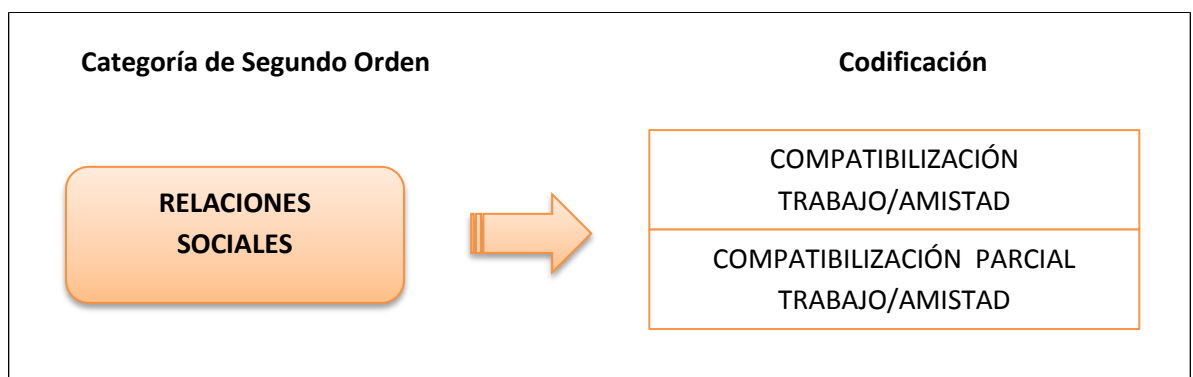 Categoría de Segundo Orden
Codificación
RELACIONES
SOCIALES
COMPATIBILIZACIÓN
TRABAJO/AMISTAD
COMPATIBILIZACIÓN PARCIAL
TRABAJO/AMISTAD